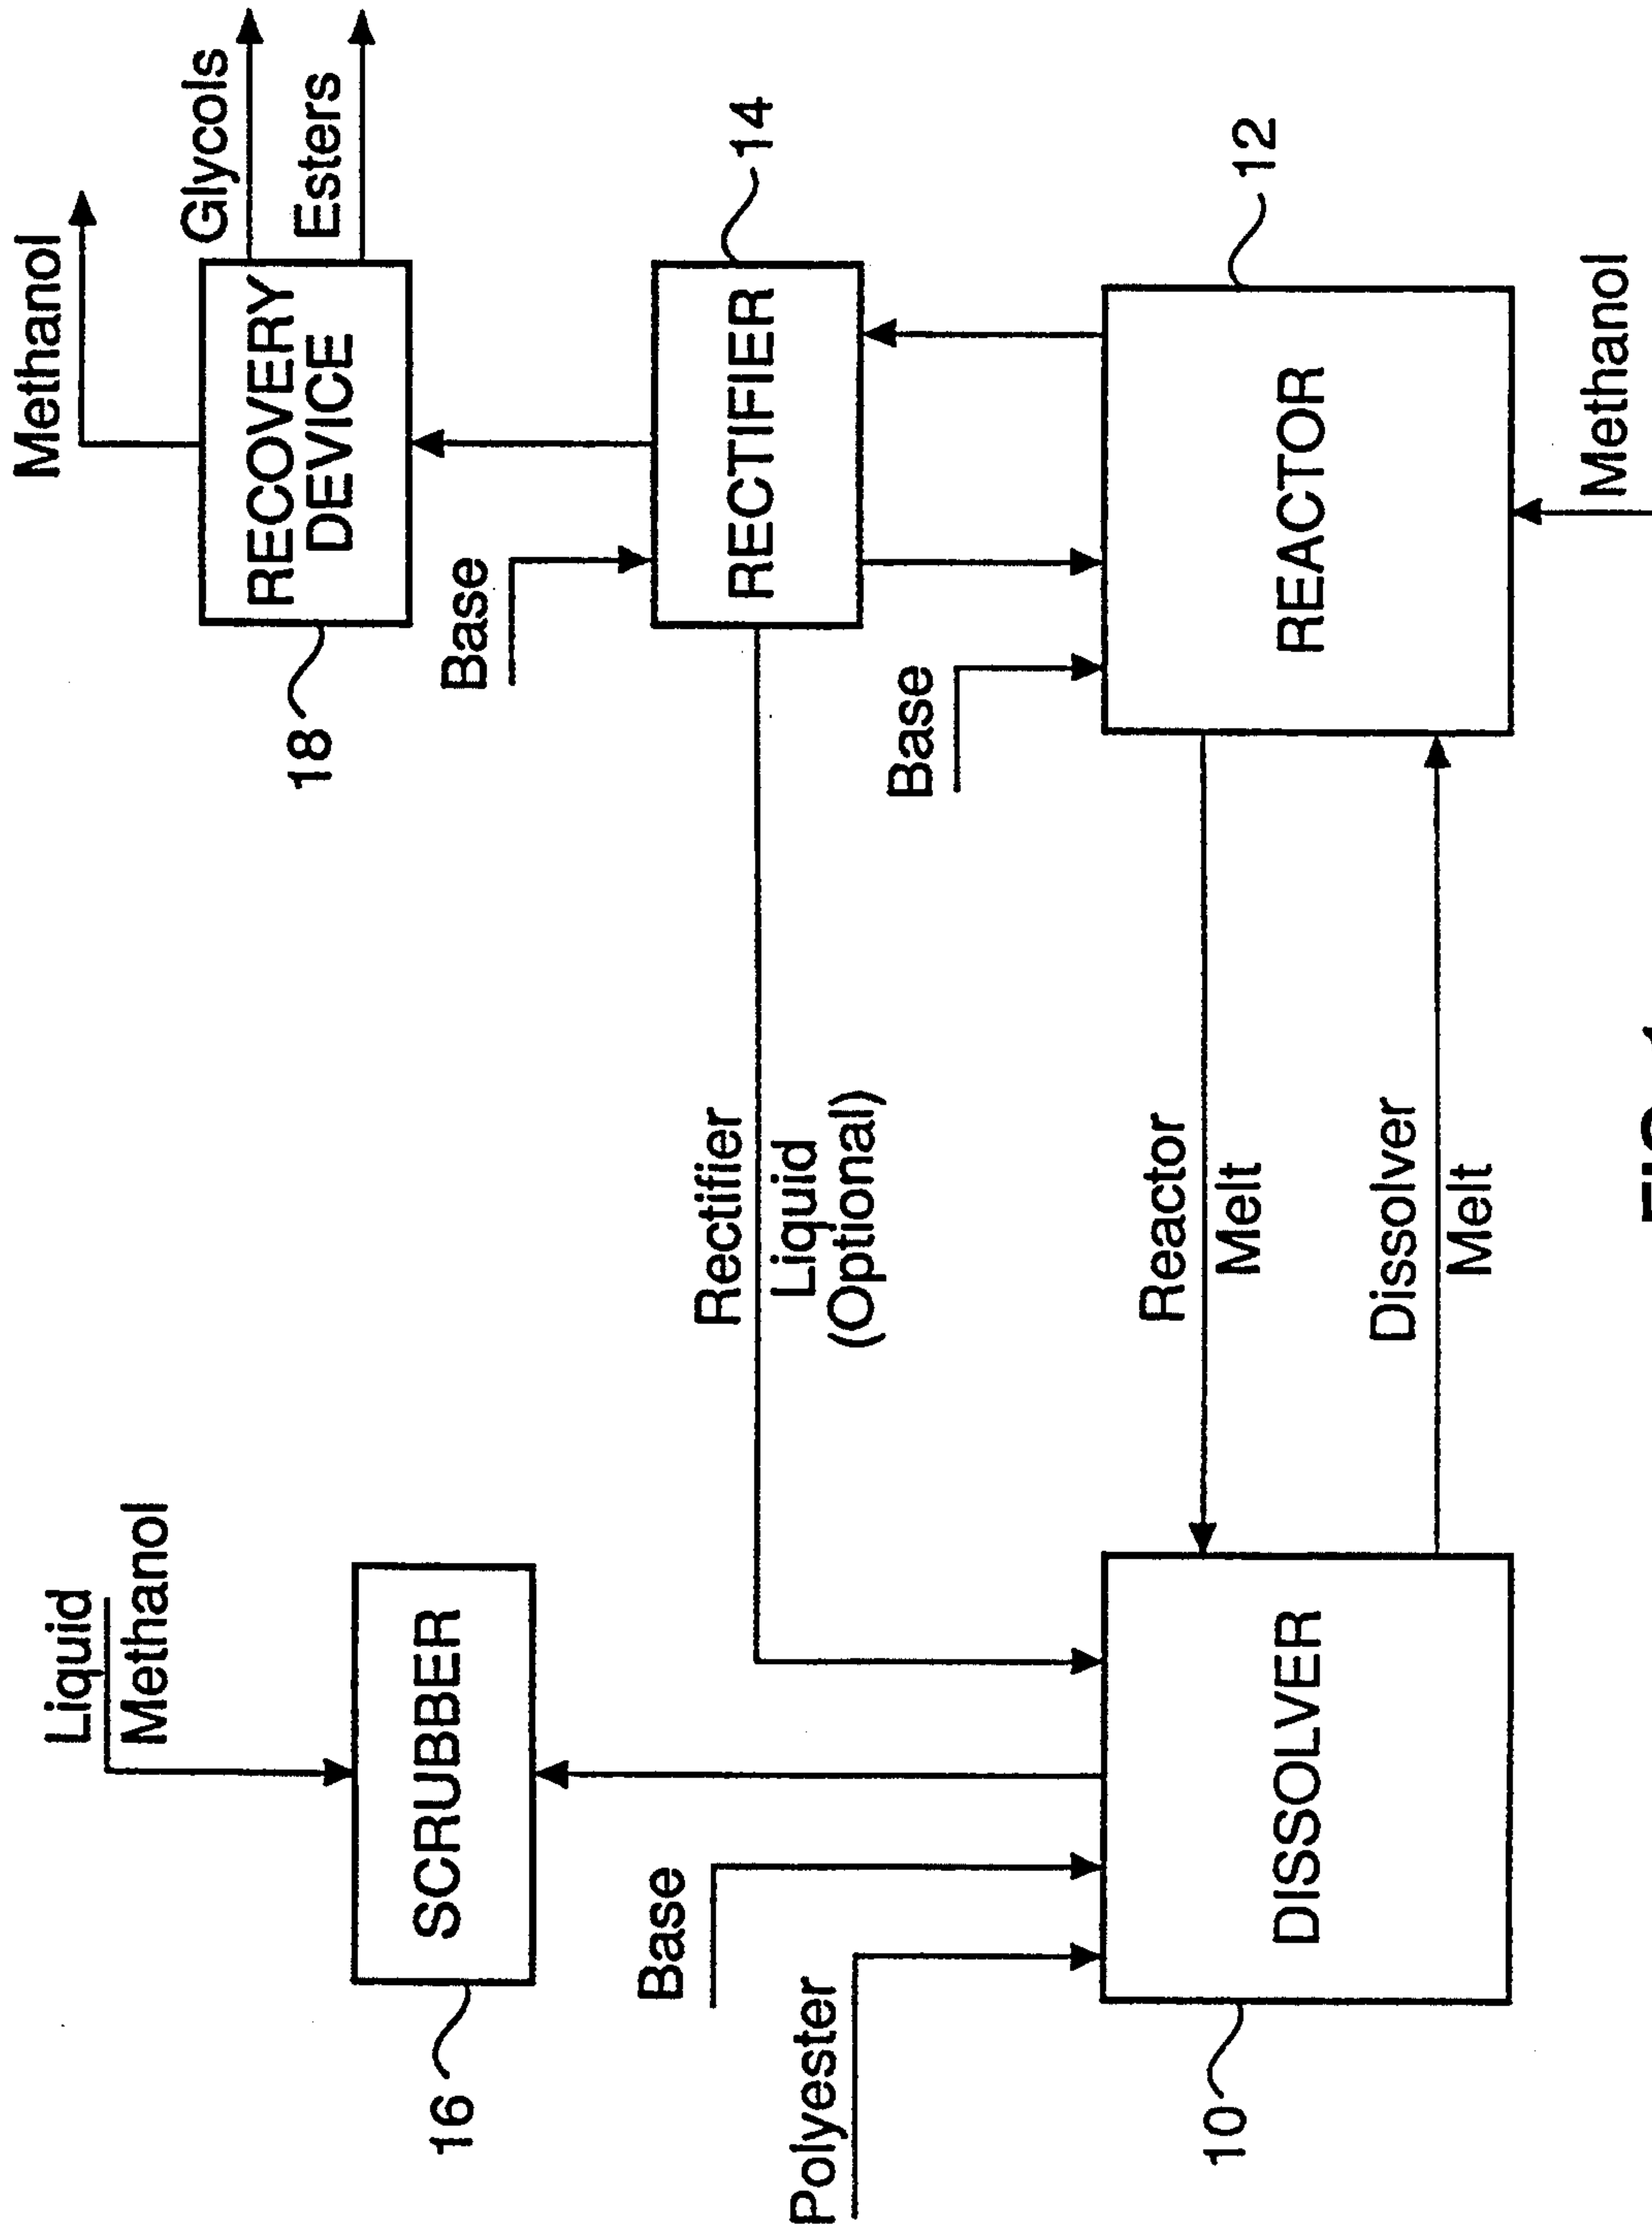 Liquid
Methanol
Methanol
Glycols
Esters
RECOVERY
DEVICE
18
16
SCRUBBER
Base
Base
Rectifier
Liquid
(Optional)
RECTIFIER
14
Polyester
Base
10
DISSOLVER
Reactor
Melt
Dissolver
Melt
REACTOR
12
Methanol
FIG